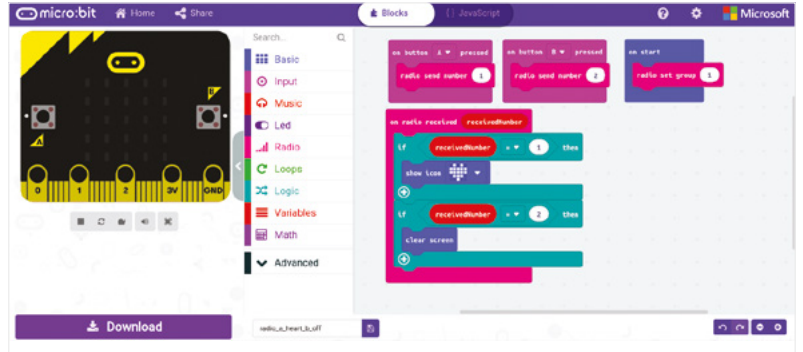 micro:bit Home Share Blocks {} JavaScript Microsoft
Search...
Basic
Input
Music
Led
Radio
Loops
Logic
Variables
Math
Advanced
0 1 2 3V GND
B
A
on button A pressed
radio send number 1
on button B pressed
radio send number 2
on start
radio set group 1
on radio received receivedNumber
if receivedNumber = 1 then
show icon
if receivedNumber = 2 then
clear screen
Download
radio_a_heart_b_off